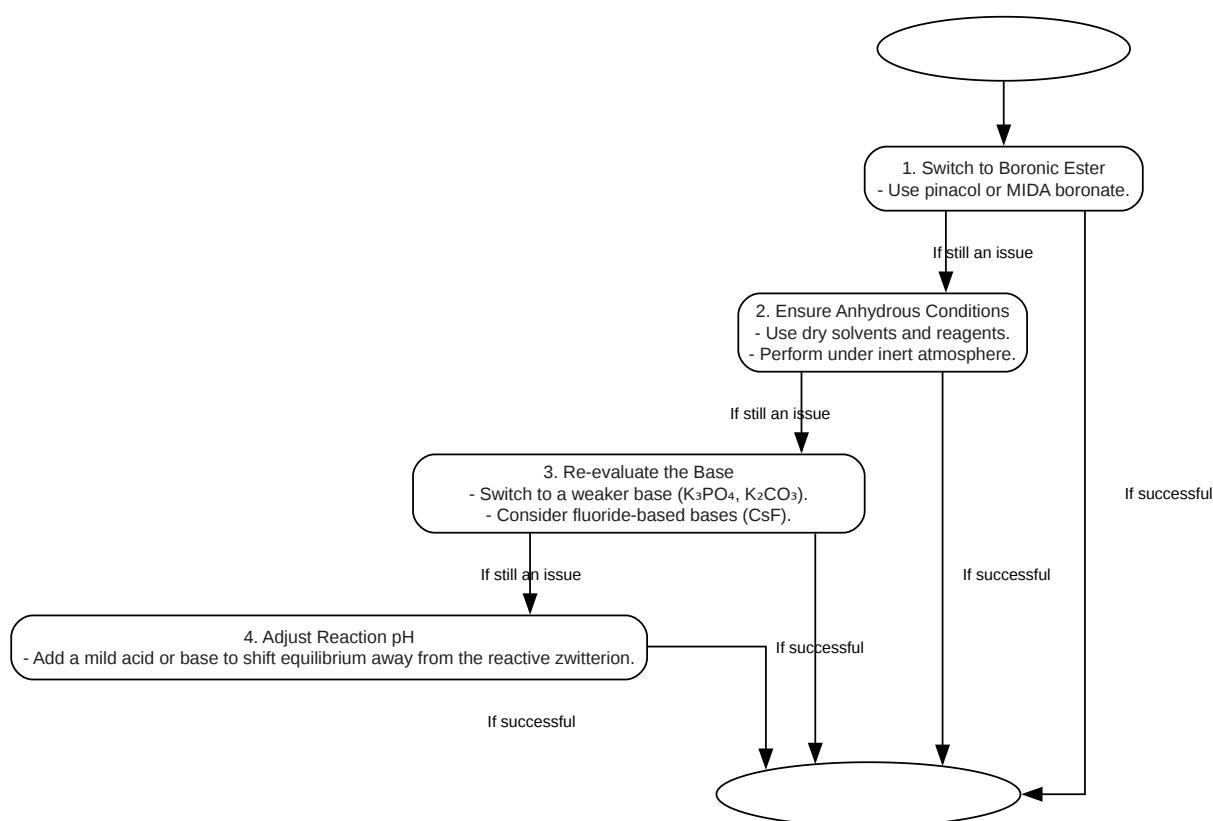 1. Switch to Boronic Ester
- Use pinacol or MIDA boronate.
If still an issue
2. Ensure Anhydrous Conditions
- Use dry solvents and reagents.
- Perform under inert atmosphere.
If still an issue
3. Re-evaluate the Base
- Switch to a weaker base (K₃PO₄, K₂CO₃).
- Consider fluoride-based bases (CsF).
If successful
If still an issue
If successful
4. Adjust Reaction pH
- Add a mild acid or base to shift equilibrium away from the reactive zwitterion.
If successful
If successful